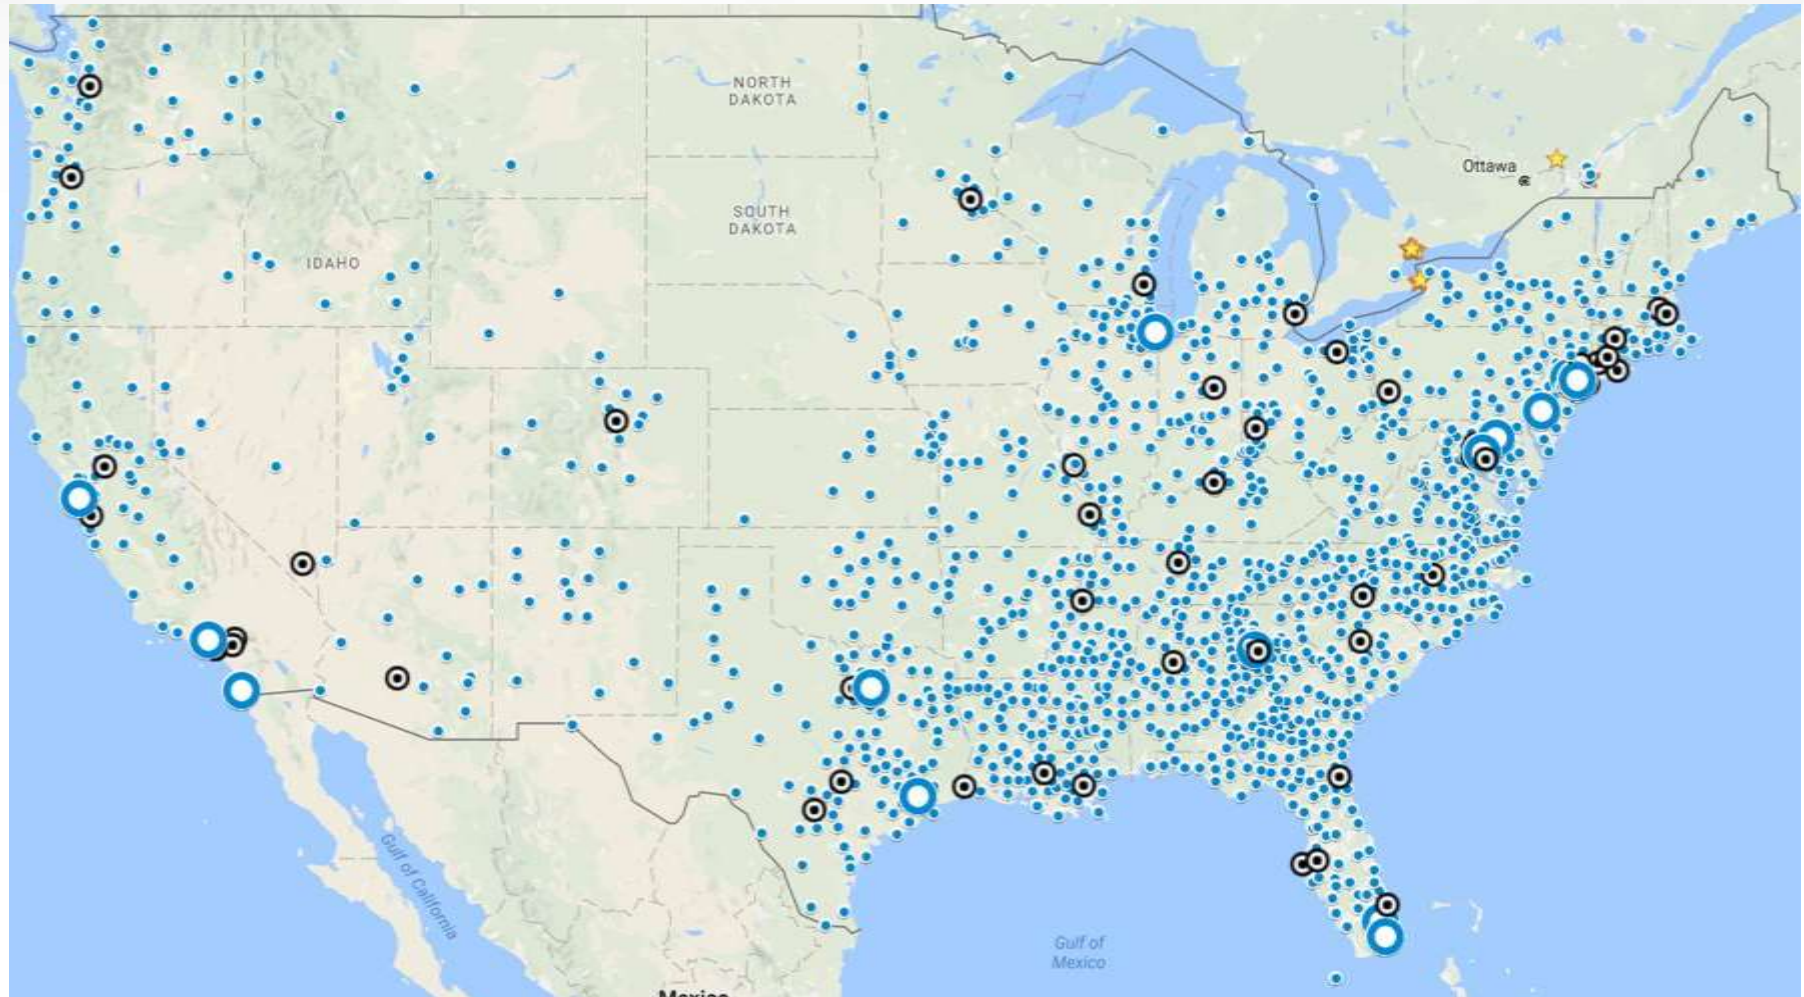 NORTH
DAKOTA
Ottawa
SOUTH
DAKOTA
IDAHO
Gulf of California
Gulf of
Mexico
Mexico